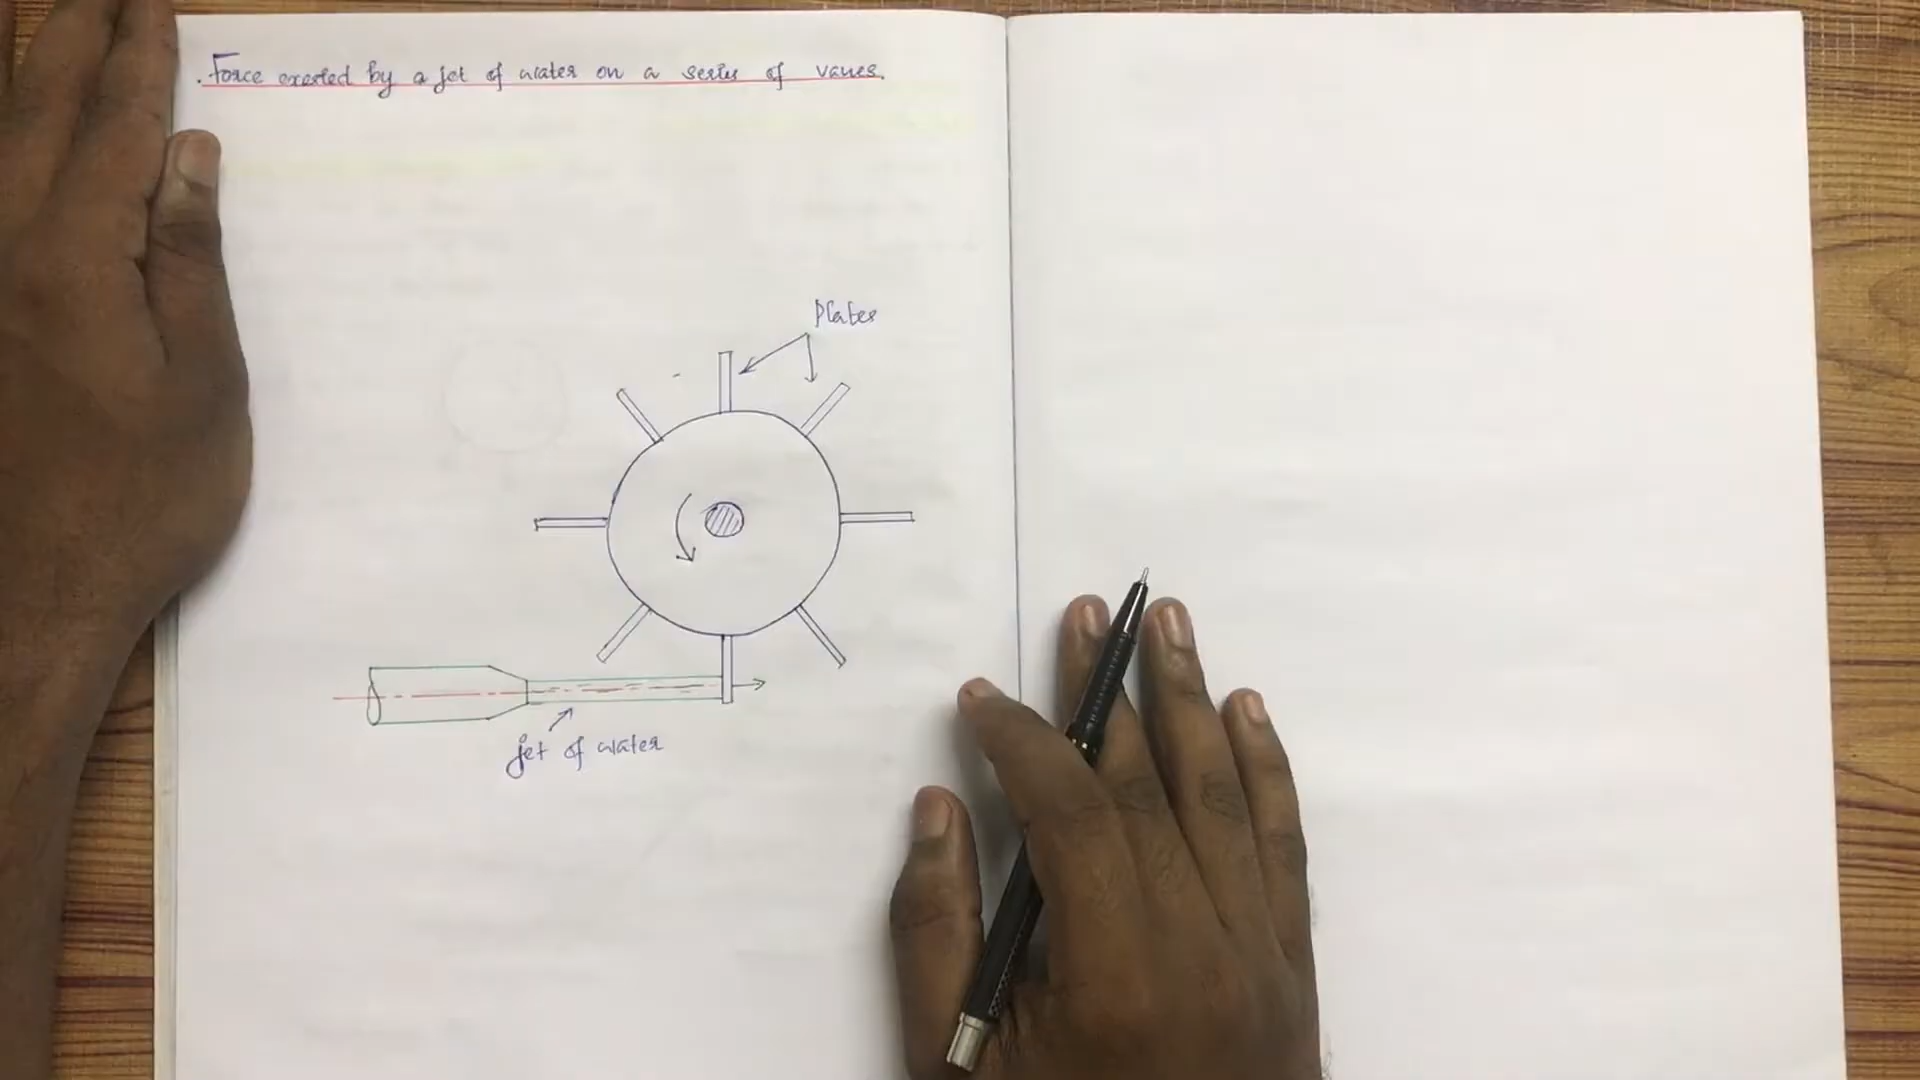 . Force exerted by a jet of water on a series of vanes.
Plates
jet of water